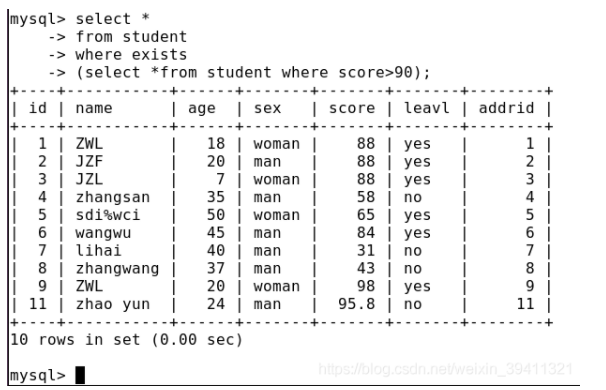 mysql> select *
    -> from student
    -> where exists
    -> (select *from student where score>90);
+----+-----------+------+-------+-------+-------+--------+
| id | name      | age  | sex   | score | leavl | addrid |
+----+-----------+------+-------+-------+-------+--------+
|  1 | ZWL       |   18 | woman |    88 | yes   |      1 |
|  2 | JZF       |   20 | man   |    88 | yes   |      2 |
|  3 | JZL       |    7 | woman |    88 | yes   |      3 |
|  4 | zhangsan  |   35 | man   |    58 | no    |      4 |
|  5 | sdi%wci   |   50 | woman |    65 | yes   |      5 |
|  6 | wangwu    |   45 | man   |    84 | yes   |      6 |
|  7 | lihai     |   40 | man   |    31 | no    |      7 |
|  8 | zhangwang |   37 | man   |    43 | no    |      8 |
|  9 | ZWL       |   20 | woman |    98 | yes   |      9 |
| 11 | zhao yun  |   24 | man   |  95.8 | no    |     11 |
+----+-----------+------+-------+-------+-------+--------+
10 rows in set (0.00 sec)
https://blog.csdn.net/weixin_39411321
mysql>